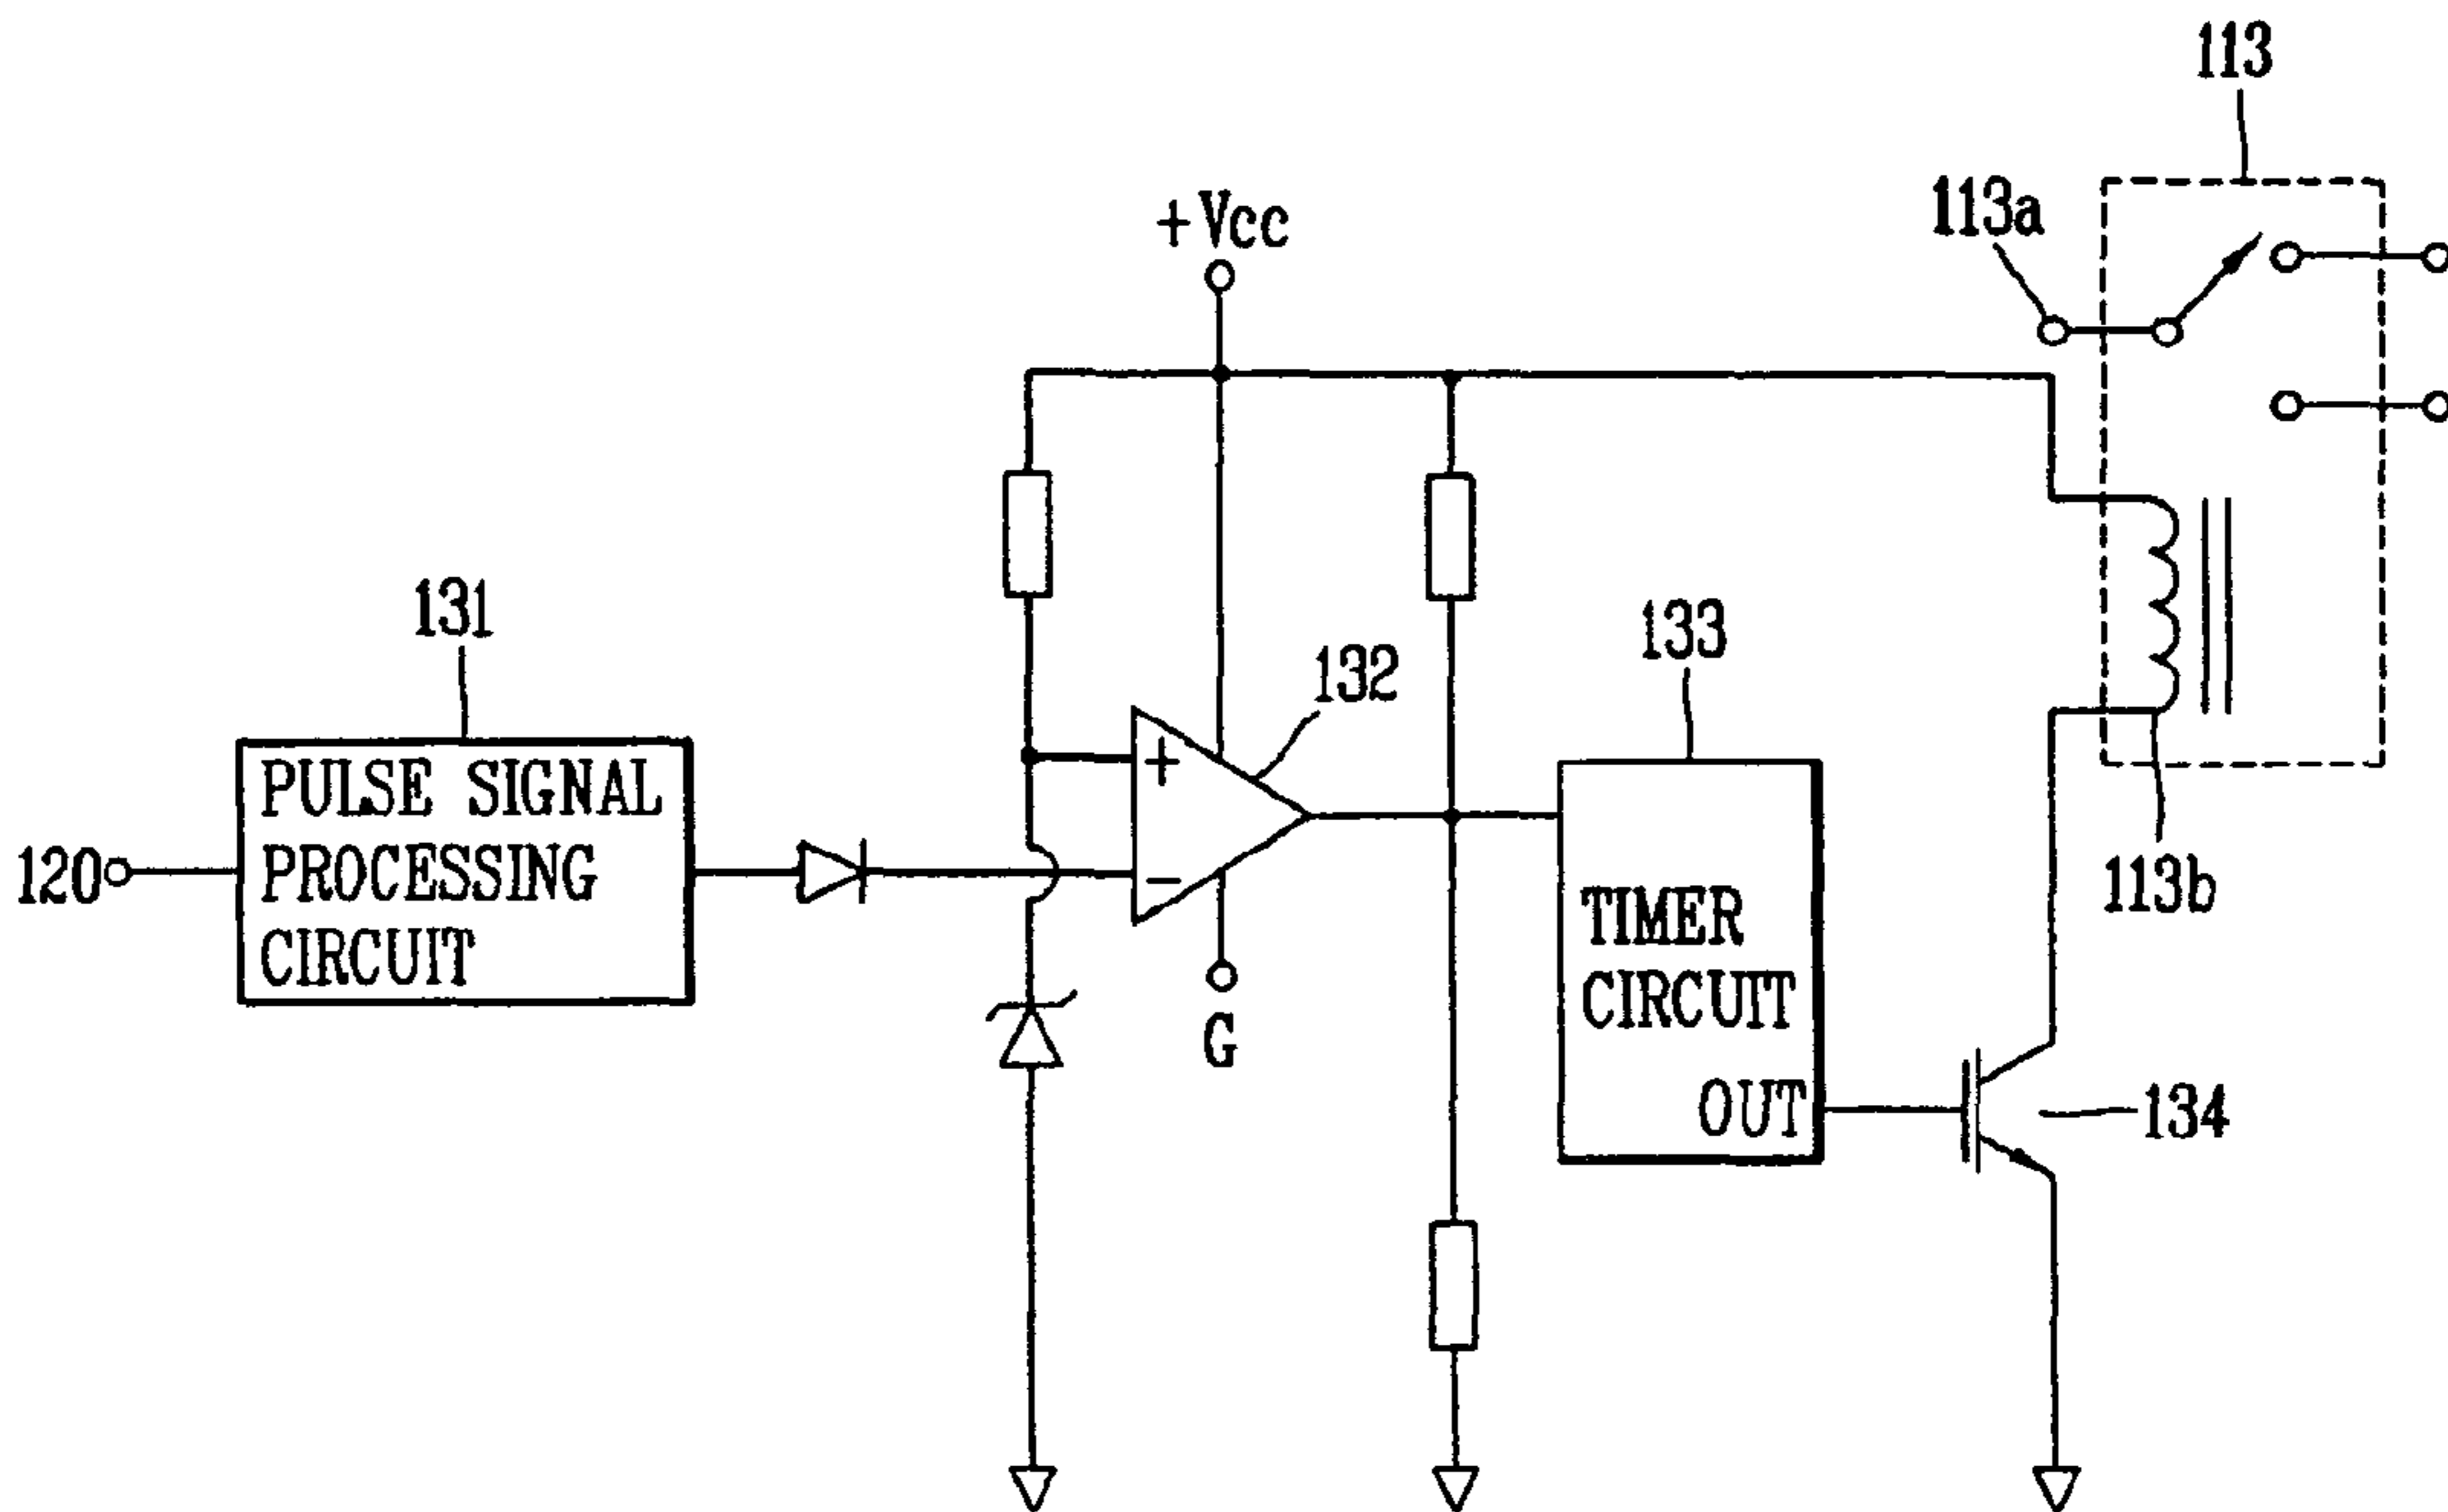 113
113a
+Vcc
131
132
133
PULSE SIGNAL
PROCESSING
CIRCUIT
120
+
−
G
TIMER
CIRCUIT
OUT
113b
134